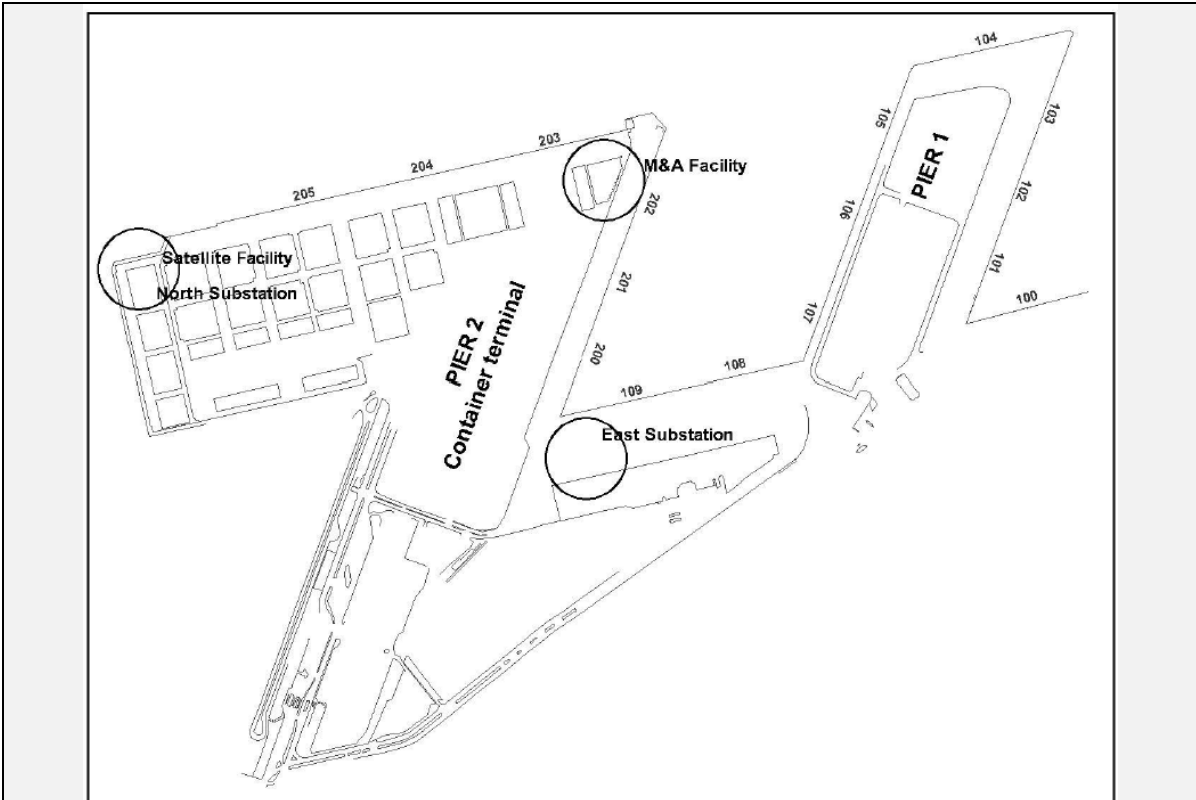 104
103
105
PIER 1
102
106
101
100
107
203
204
205
M&A Facility
202
Satellite Facility
North Substation
201
PIER 2
Container terminal
200
108
109
East Substation